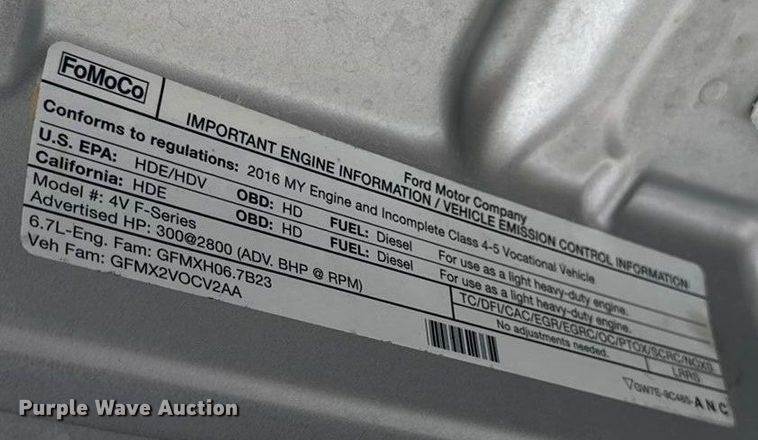 FoMoCo
Ford Motor Company
IMPORTANT ENGINE INFORMATION / VEHICLE EMISSION CONTROL INFORMATION
Conforms to regulations: 2016 MY Engine and Incomplete Class 4-5 Vocational Vehicle
U.S. EPA: HDE/HDV OBD: HD FUEL: Diesel For use as a light heavy-duty engine.
California: HDE OBD: HD FUEL: Diesel For use as a light heavy-duty engine.
Model #: 4V F-Series
Advertised HP: 300@2800 (ADV. BHP @ RPM)
TC/DFI/CAC/EGR/EGRC/OC/PTOX/SCRC/NOXS
6.7L-Eng. Fam: GFMXH06.7B23
No adjustments needed.
LRRS
Veh Fam: GFMX2VOCV2AA
GW7E-9C485-A N C
Purple Wave Auction